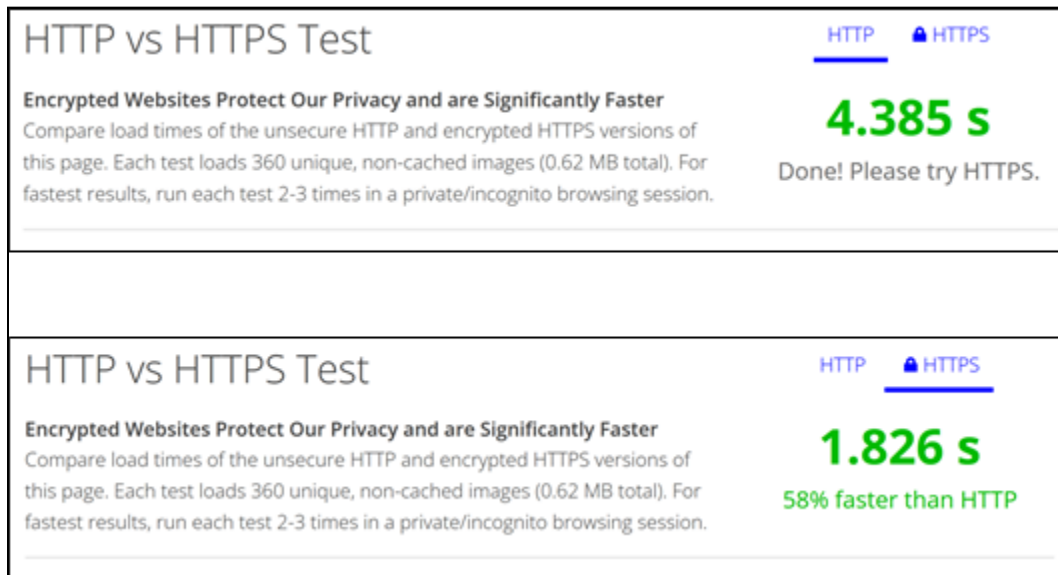 HTTP vs HTTPS Test
HTTP HTTPS
Encrypted Websites Protect Our Privacy and are Significantly Faster
Compare load times of the unsecure HTTP and encrypted HTTPS versions of
this page. Each test loads 360 unique, non-cached images (0.62 MB total). For
fastest results, run each test 2-3 times in a private/incognito browsing session.
4.385 s
Done! Please try HTTPS.
HTTP vs HTTPS Test
HTTP HTTPS
Encrypted Websites Protect Our Privacy and are Significantly Faster
Compare load times of the unsecure HTTP and encrypted HTTPS versions of
this page. Each test loads 360 unique, non-cached images (0.62 MB total). For
fastest results, run each test 2-3 times in a private/incognito browsing session.
1.826 s
58% faster than HTTP